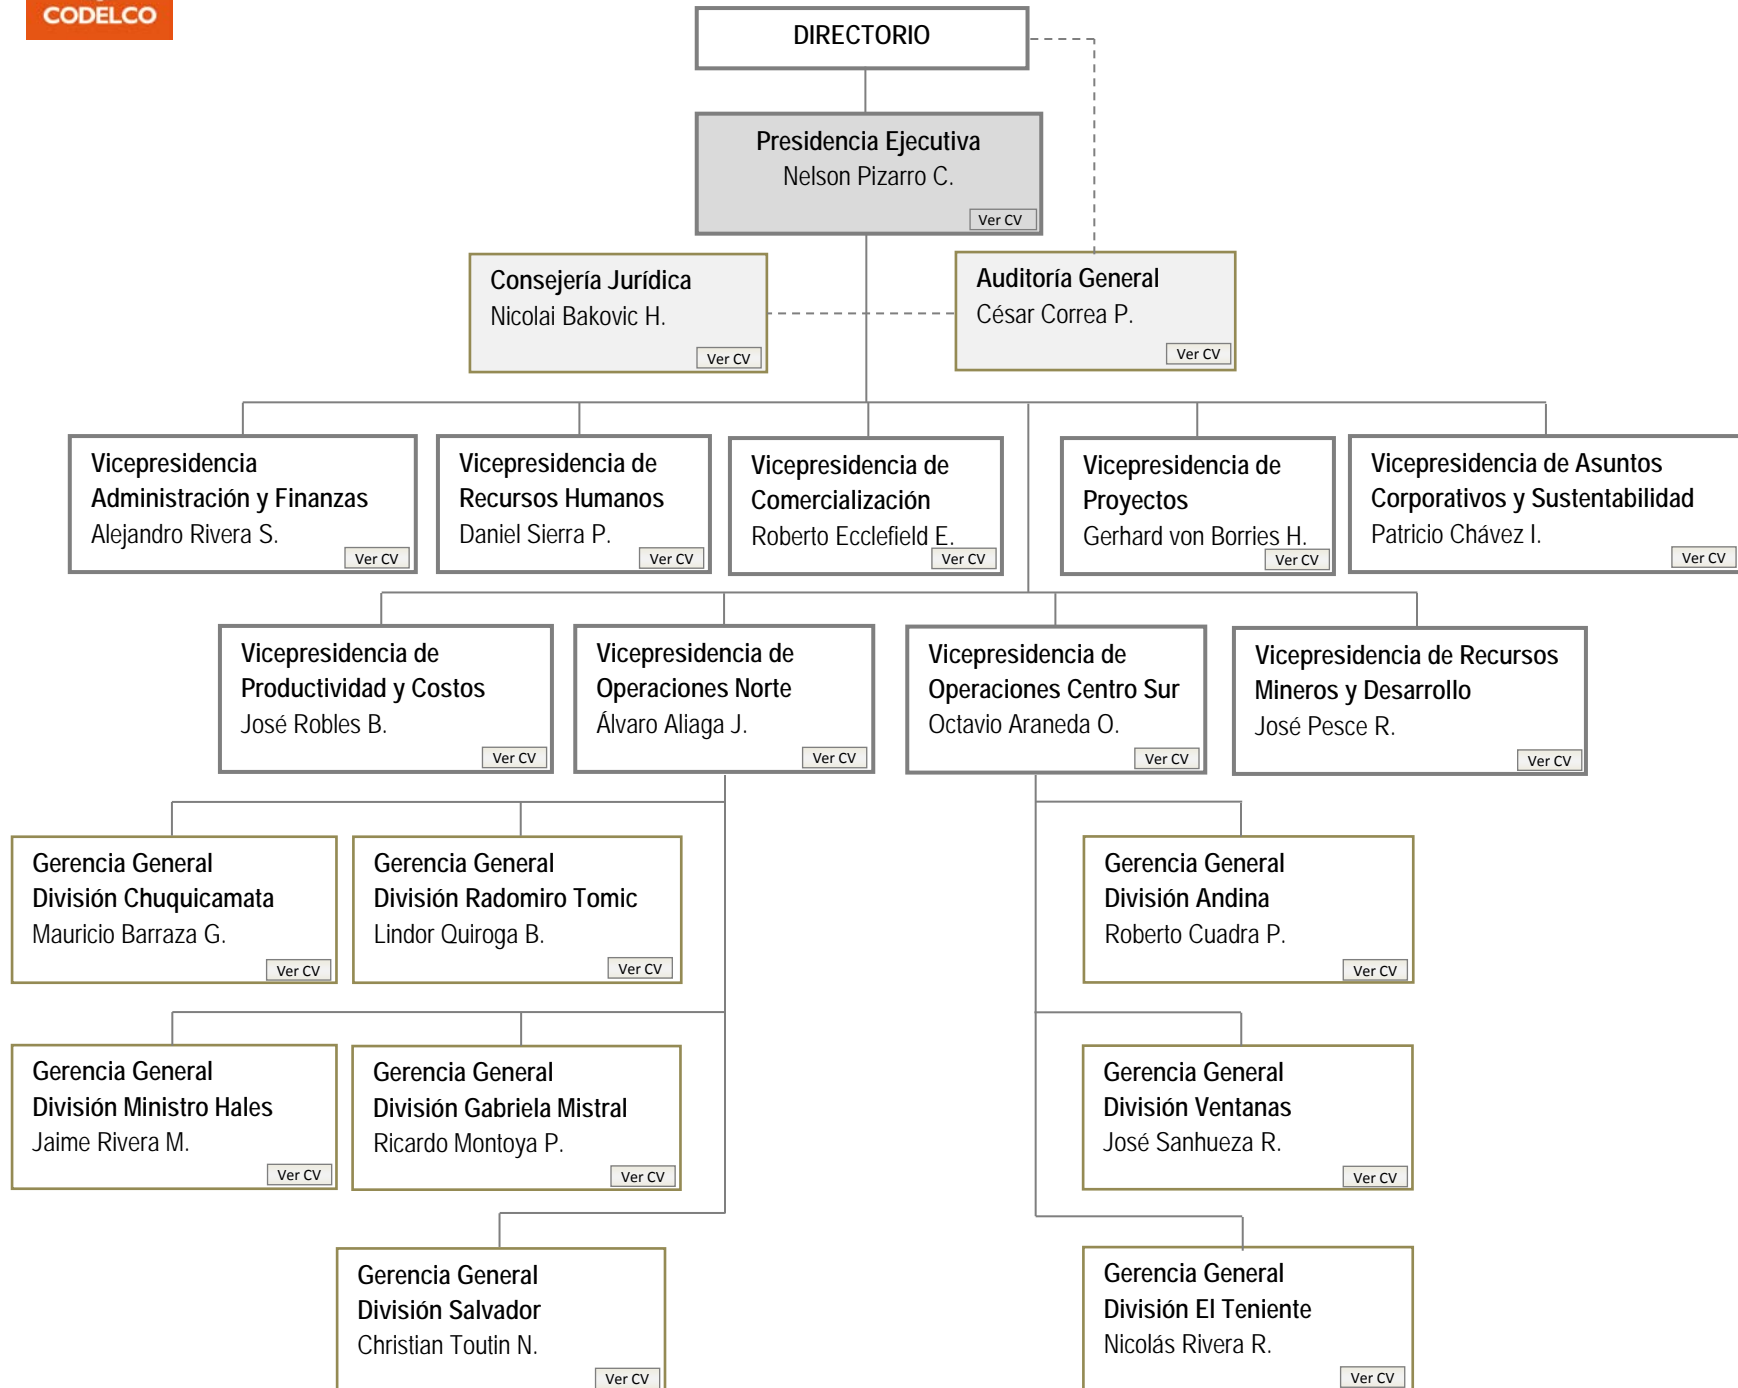 CODELCO
DIRECTORIO
Presidencia Ejecutiva
Nelson Pizarro C.
Ver CV
Consejería Jurídica
Nicolai Bakovic H.
Ver CV
Auditoría General
César Correa P.
Ver CV
Vicepresidencia
Administración y Finanzas
Alejandro Rivera S.
Ver CV
Vicepresidencia de
Recursos Humanos
Daniel Sierra P.
Ver CV
Vicepresidencia de
Comercialización
Roberto Ecclefield E.
Ver CV
Vicepresidencia de
Proyectos
Gerhard von Borries H.
Ver CV
Vicepresidencia de Asuntos
Corporativos y Sustentabilidad
Patricio Chávez I.
Ver CV
Vicepresidencia de
Productividad y Costos
José Robles B.
Ver CV
Vicepresidencia de
Operaciones Norte
Álvaro Aliaga J.
Ver CV
Vicepresidencia de
Operaciones Centro Sur
Octavio Araneda O.
Ver CV
Vicepresidencia de Recursos
Mineros y Desarrollo
José Pesce R.
Ver CV
Gerencia General
División Chuquicamata
Mauricio Barraza G.
Ver CV
Gerencia General
División Radomiro Tomic
Lindor Quiroga B.
Ver CV
Gerencia General
División Andina
Roberto Cuadra P.
Ver CV
Gerencia General
División Ministro Hales
Jaime Rivera M.
Ver CV
Gerencia General
División Gabriela Mistral
Ricardo Montoya P.
Ver CV
Gerencia General
División Ventanas
José Sanhueza R.
Ver CV
Gerencia General
División Salvador
Christian Toutin N.
Ver CV
Gerencia General
División El Teniente
Nicolás Rivera R.
Ver CV